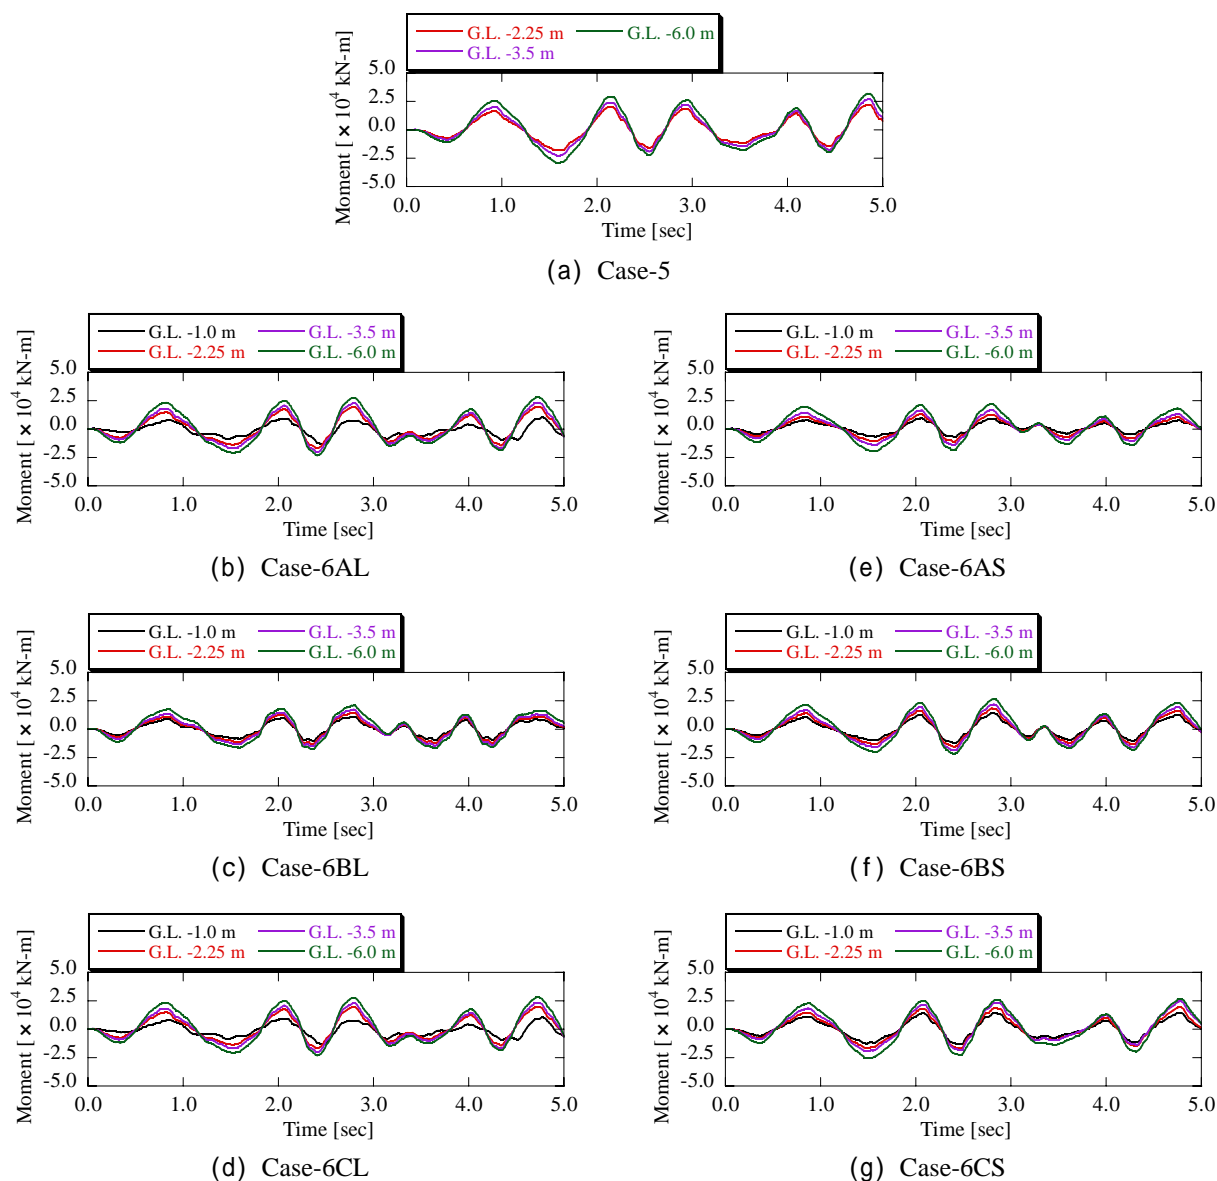 G.L. -2.25 m G.L. -6.0 m
G.L. -3.5 m
Moment [ × 10⁴ kN-m]
5.0
2.5
0.0
-2.5
-5.0
0.0 1.0 2.0 3.0 4.0 5.0
Time [sec]
(a) Case-5
G.L. -1.0 m G.L. -3.5 m
G.L. -2.25 m G.L. -6.0 m
Moment [ × 10⁴ kN-m]
5.0
2.5
0.0
-2.5
-5.0
0.0 1.0 2.0 3.0 4.0 5.0
Time [sec]
(b) Case-6AL
G.L. -1.0 m G.L. -3.5 m
G.L. -2.25 m G.L. -6.0 m
Moment [ × 10⁴ kN-m]
5.0
2.5
0.0
-2.5
-5.0
0.0 1.0 2.0 3.0 4.0 5.0
Time [sec]
(e) Case-6AS
G.L. -1.0 m G.L. -3.5 m
G.L. -2.25 m G.L. -6.0 m
Moment [ × 10⁴ kN-m]
5.0
2.5
0.0
-2.5
-5.0
0.0 1.0 2.0 3.0 4.0 5.0
Time [sec]
(c) Case-6BL
G.L. -1.0 m G.L. -3.5 m
G.L. -2.25 m G.L. -6.0 m
Moment [ × 10⁴ kN-m]
5.0
2.5
0.0
-2.5
-5.0
0.0 1.0 2.0 3.0 4.0 5.0
Time [sec]
(f) Case-6BS
G.L. -1.0 m G.L. -3.5 m
G.L. -2.25 m G.L. -6.0 m
Moment [ × 10⁴ kN-m]
5.0
2.5
0.0
-2.5
-5.0
0.0 1.0 2.0 3.0 4.0 5.0
Time [sec]
(d) Case-6CL
G.L. -1.0 m G.L. -3.5 m
G.L. -2.25 m G.L. -6.0 m
Moment [ × 10⁴ kN-m]
5.0
2.5
0.0
-2.5
-5.0
0.0 1.0 2.0 3.0 4.0 5.0
Time [sec]
(g) Case-6CS